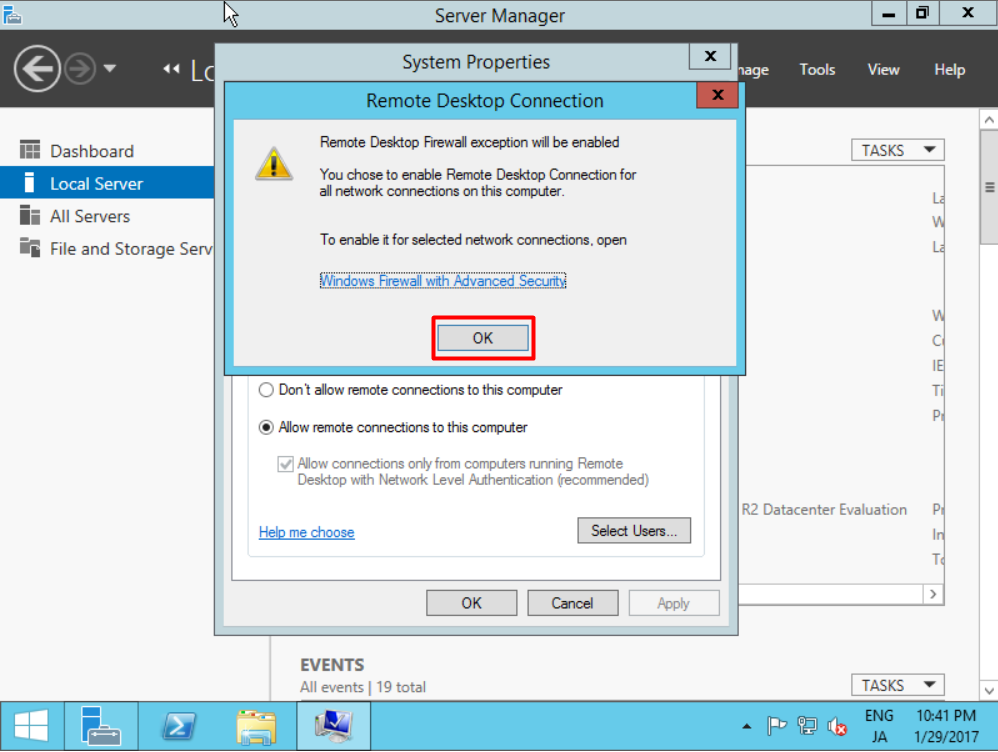 Server Manager
System Properties
Tools
View
Help
Remote Desktop Connection
Remote Desktop Firewall exception will be enabled
You chose to enable Remote Desktop Connection for
all network connections on this computer.
To enable it for selected network connections, open
Windows Firewall with Advanced Security
OK
Dashboard
Local Server
All Servers
File and Storage Serv
TASKS
Don't allow remote connections to this computer
Allow remote connections to this computer
Allow connections only from computers running Remote
Desktop with Network Level Authentication (recommended)
Help me choose
Select Users...
OK
Cancel
Apply
R2 Datacenter Evaluation
EVENTS
All events | 19 total
TASKS
ENG
JA
10:41 PM
1/29/2017